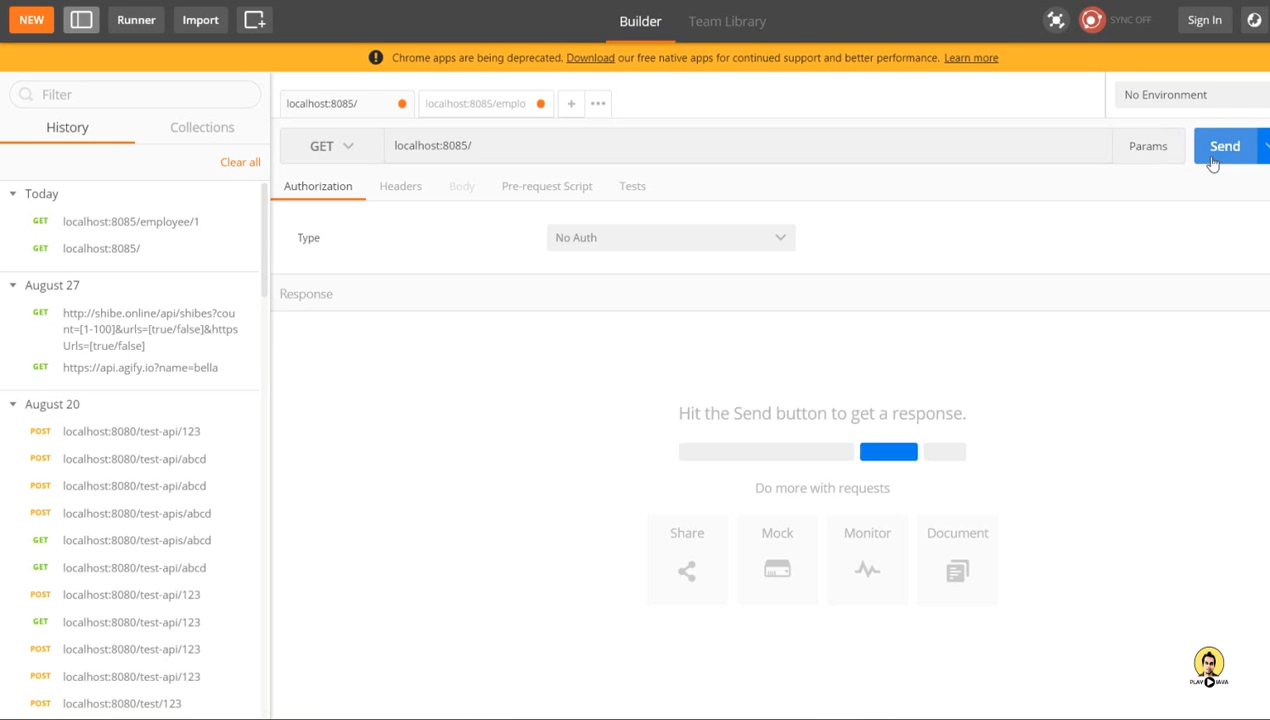 NEW
Runner
Import
Builder
Team Library
SYNC OFF
Sign In
Chrome apps are being deprecated. Download our free native apps for continued support and better performance. Learn more
Filter
History
Collections
Clear all
Today
GET localhost:8085/employee/1
GET localhost:8085/
August 27
GET http://shibe.online/api/shibes?cou
nt=[1-100]&urls=[true/false]&https
Urls=[true/false]
GET https://api.agify.io?name=bella
August 20
POST localhost:8080/test-api/123
POST localhost:8080/test-api/abcd
POST localhost:8080/test-api/abcd
POST localhost:8080/test-apis/abcd
GET localhost:8080/test-apis/abcd
GET localhost:8080/test-api/abcd
POST localhost:8080/test-api/123
GET localhost:8080/test-api/123
POST localhost:8080/test-api/123
POST localhost:8080/test-api/123
POST localhost:8080/test/123
localhost:8085/
localhost:8085/emplo
No Environment
GET
localhost:8085/
Params
Send
Authorization
Headers
Body
Pre-request Script
Tests
Type
No Auth
Response
Hit the Send button to get a response.
Do more with requests
Share
Mock
Monitor
Document
PLAY JAVA